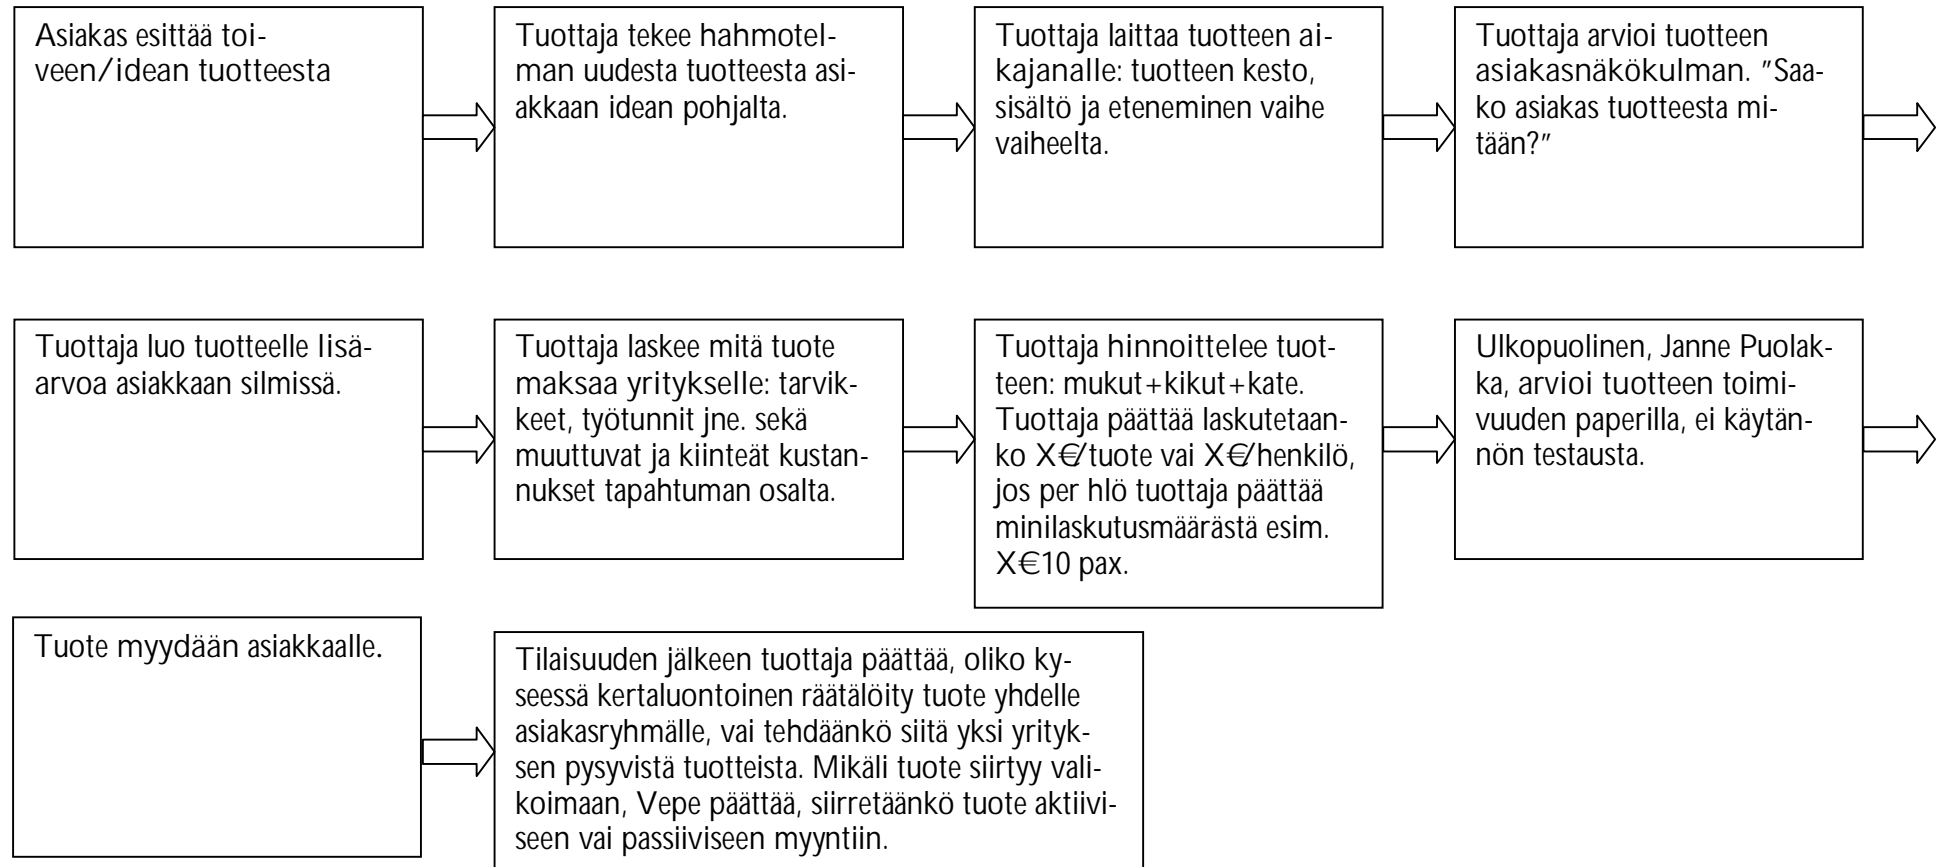 Asiakas esittää toi-
veen/idean tuotteesta
Tuottaja tekee hahmotel-
man uudesta tuotteesta asi-
akkaan idean pohjalta.
Tuottaja laittaa tuotteen ai-
kajanalle: tuotteen kesto,
sisältö ja eteneminen vaihe
vaiheelta.
Tuottaja arvioi tuotteen
asiakasnäkökulman. ”Saa-
ko asiakas tuotteesta mi-
tään?”
Tuottaja luo tuotteelle lisä-
arvoa asiakkaan silmissä.
Tuottaja laskee mitä tuote
maksaa yritykselle: tarvik-
keet, työtunnit jne. sekä
muuttuvat ja kiinteät kustan-
nukset tapahtuman osalta.
Tuottaja hinnoittelee tuot-
teen: mukut+kikut+kate.
Tuottaja päättää laskutetaan-
ko X€/tuote vai X€/henkilö,
jos per hlö tuottaja päättää
minilaskutusmäärästä esim.
X€10 pax.
Ulkopuolinen, Janne Puolak-
ka, arvioi tuotteen toimi-
vuuden paperilla, ei käytän-
nön testausta.
Tuote myydään asiakkaalle.
Tilaisuuden jälkeen tuottaja päättää, oliko ky-
seessä kertaluontoinen räätälöity tuote yhdelle
asiakasryhmälle, vai tehdäänkö siitä yksi yrityk-
sen pysyvistä tuotteista. Mikäli tuote siirtyy vali-
koimaan, Vepe päättää, siirretäänkö tuote aktiivi-
seen vai passiiviseen myyntiin.